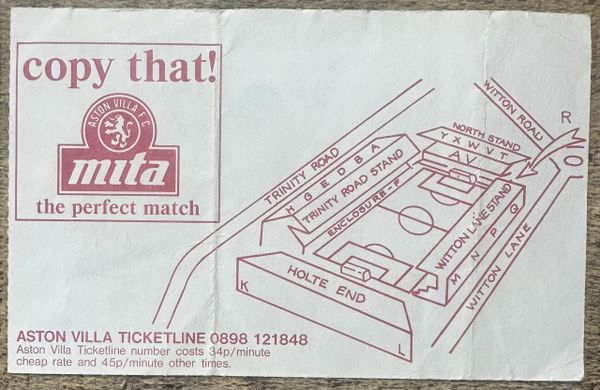 copy that!
ASTON VILLA F C
mita
the perfect match
WITTON ROAD
R
NORTH STAND
Y X W V T
A V
TRINITY ROAD
H G E D B A
TRINITY ROAD STAND
ENCLOSURE-F
WITTON LANE STAND
M N P Q
WITTON LANE
HOLTE END
K
L
ASTON VILLA TICKETLINE 0898 121848
Aston Villa Ticketline number costs 34p/minute
cheap rate and 45p/minute other times.